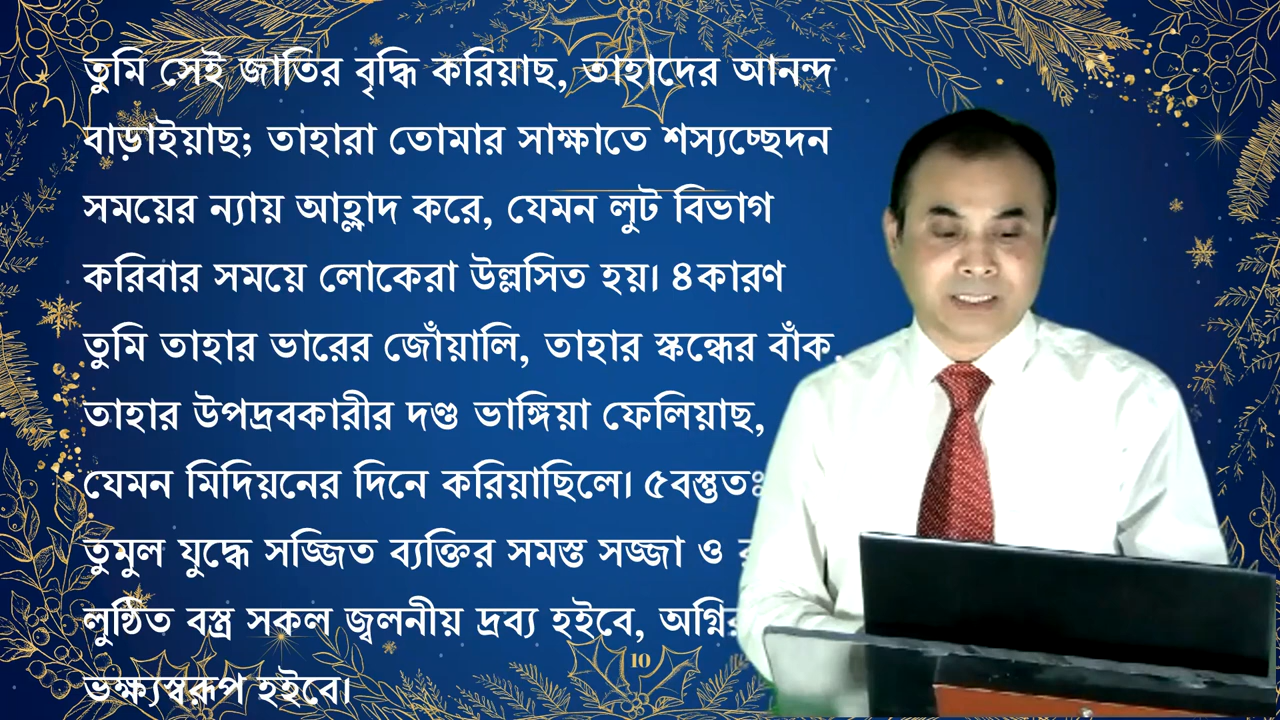 তুমি সেই জাতির বৃদ্ধি করিয়াছ, তাহাদের আনন্দ
বাড়াইয়াছ; তাহারা তোমার সাক্ষাতে শস্যচ্ছেদন
সময়ের ন্যায় আহ্লাদ করে, যেমন লুট বিভাগ
করিবার সময়ে লোকেরা উল্লসিত হয়। ৪কারণ
তুমি তাহার ভারের জোঁয়ালি, তাহার স্কন্ধের বাঁক,
তাহার উপদ্রবকারীর দণ্ড ভাঙ্গিয়া ফেলিয়াছ,
যেমন মিদিয়নের দিনে করিয়াছিলে। ৫বস্তুতঃ
তুমুল যুদ্ধে সজ্জিত ব্যক্তির সমস্ত সজ্জা ও
লুণ্ঠিত বস্ত্র সকল জ্বলনীয় দ্রব্য হইবে, অগ্নির
ভক্ষ্যস্বরূপ হইবে।
10